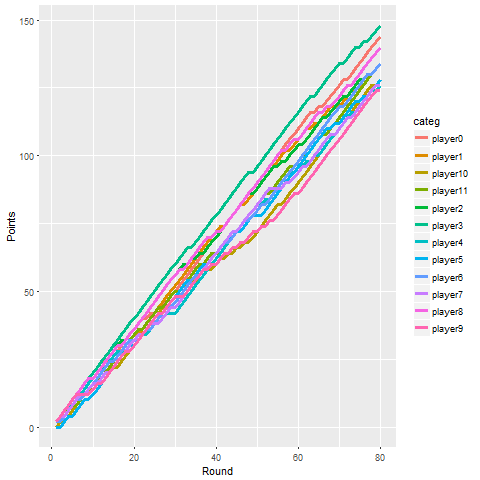 150
100
50
0
Points
0
20
40
60
80
Round
categ
player0
player1
player10
player11
player2
player3
player4
player5
player6
player7
player8
player9